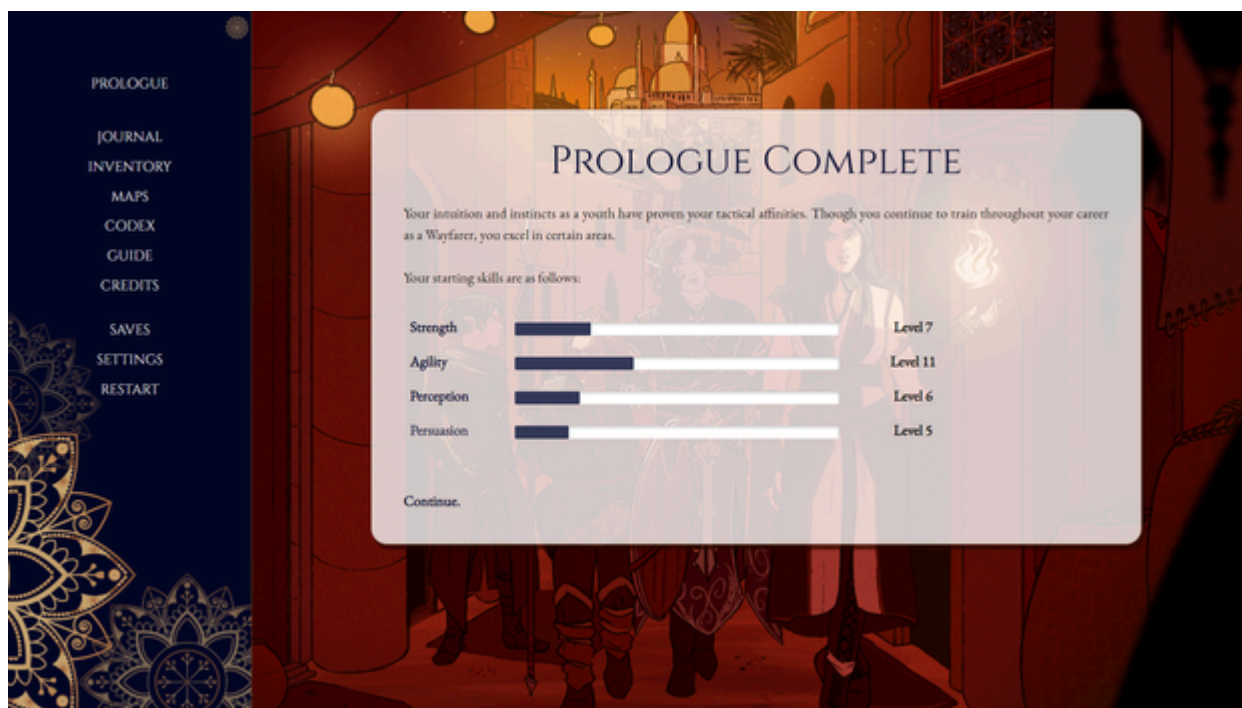 PROLOGUE
JOURNAL
INVENTORY
MAPS
CODEX
GUIDE
CREDITS
SAVES
SETTINGS
RESTART
PROLOGUE COMPLETE
Your intuition and instincts as a youth have proven your tactical affinities. Though you continue to train throughout your career
as a Wayfarer, you excel in certain areas.
Your starting skills are as follows:
Strength Level 7
Agility Level 11
Perception Level 6
Persuasion Level 5
Continue.